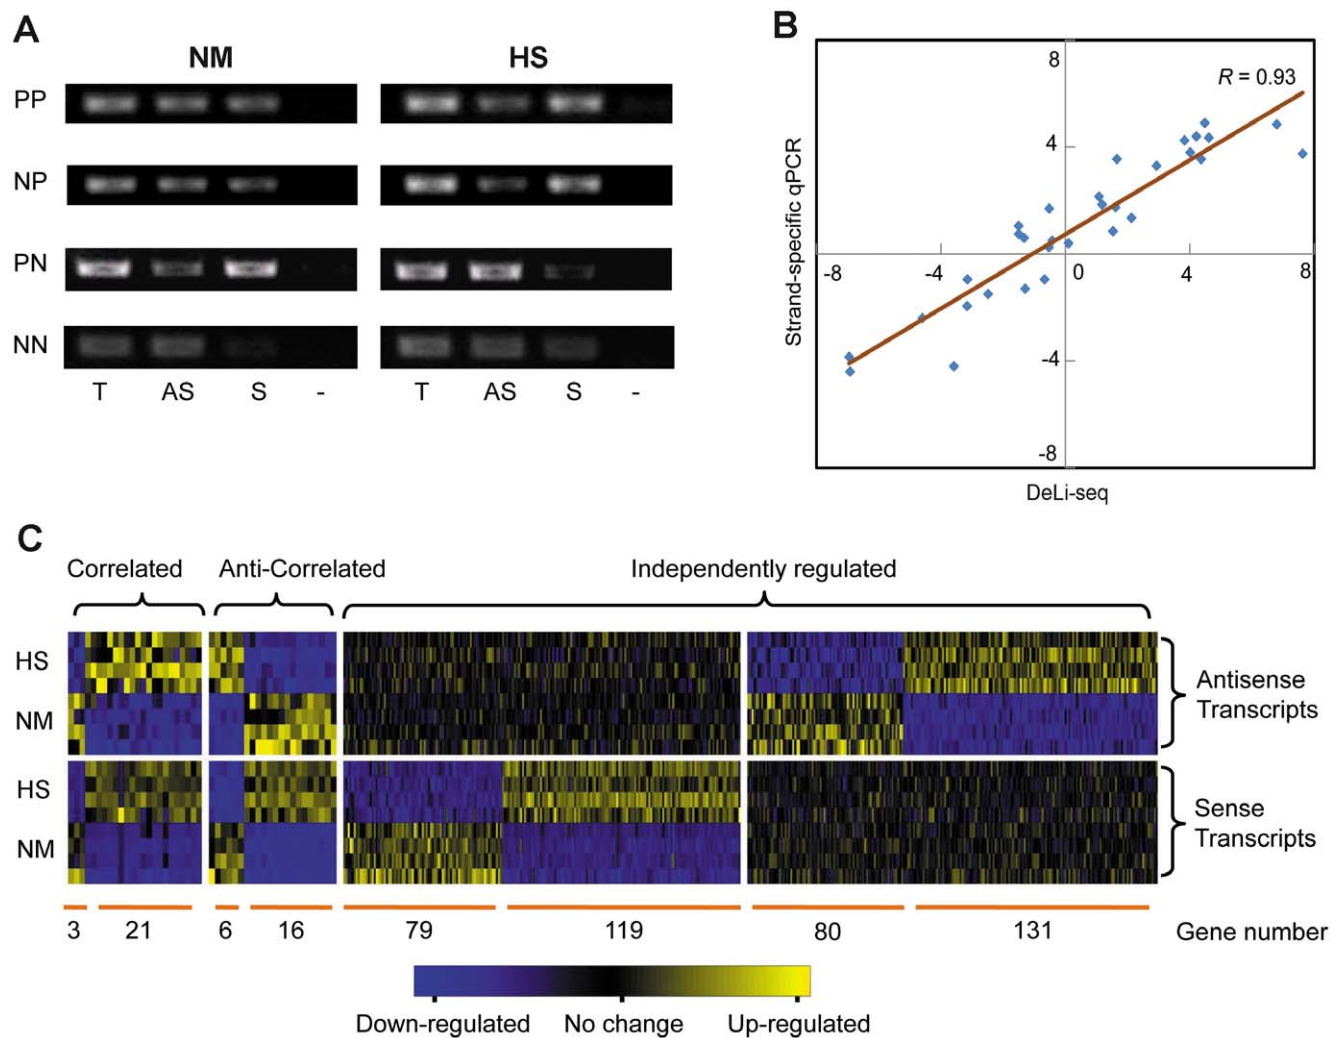 A
NM
HS
PP
NP
PN
NN
T AS S -
T AS S -
B
8
R = 0.93
4
Strand-specific qPCR
-8 -4 0 4 8
-4
-8
DeLi-seq
C
Correlated Anti-Correlated Independently regulated
HS
NM
Antisense
Transcripts
HS
NM
Sense
Transcripts
3 21 6 16 79 119 80 131 Gene number
Down-regulated No change Up-regulated